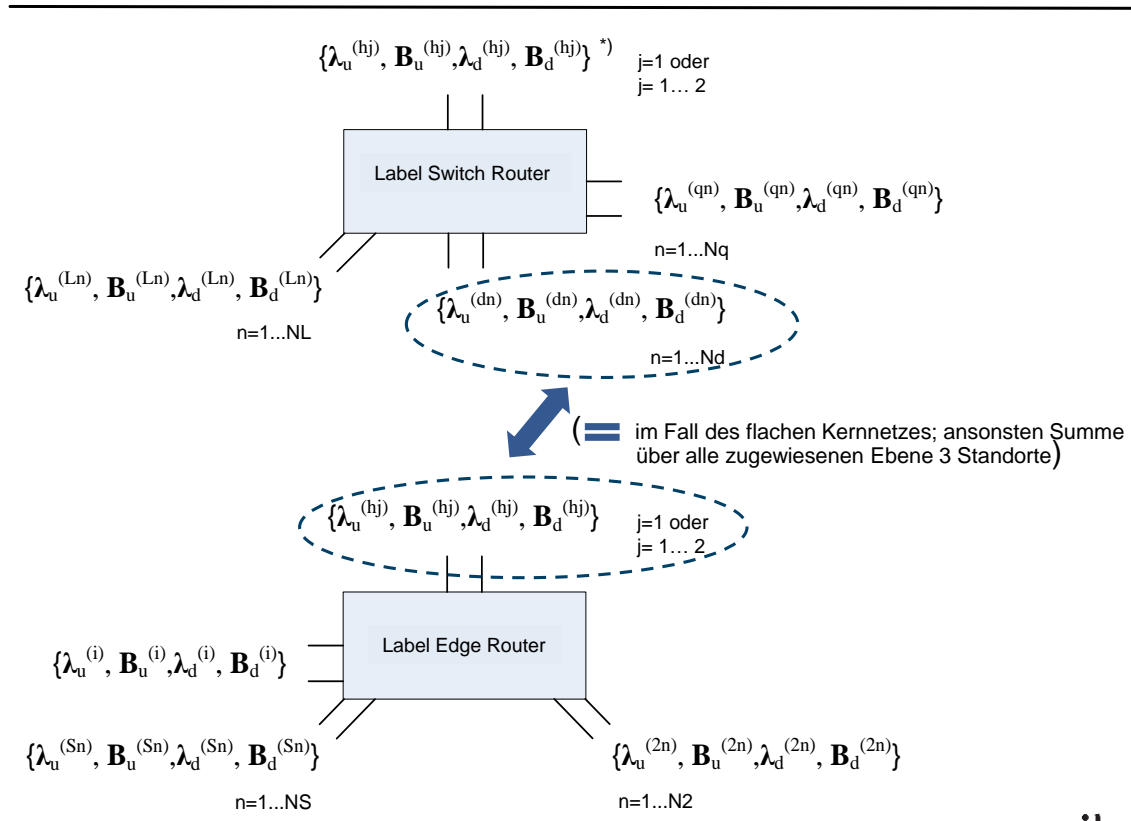 {λu(hj), Bu(hj),λd(hj), Bd(hj)} *)
j=1 oder
j= 1… 2
Label Switch Router
{λu(qn), Bu(qn),λd(qn), Bd(qn)}
n=1...Nq
{λu(Ln), Bu(Ln),λd(Ln), Bd(Ln)}
n=1...NL
{λu(dn), Bu(dn),λd(dn), Bd(dn)}
n=1...Nd
( = im Fall des flachen Kernnetzes; ansonsten Summe
über alle zugewiesenen Ebene 3 Standorte)
{λu(hj), Bu(hj),λd(hj), Bd(hj)}
j=1 oder
j= 1… 2
Label Edge Router
{λu(i), Bu(i),λd(i), Bd(i)}
{λu(Sn), Bu(Sn),λd(Sn), Bd(Sn)}
n=1...NS
{λu(2n), Bu(2n),λd(2n), Bd(2n)}
n=1...N2